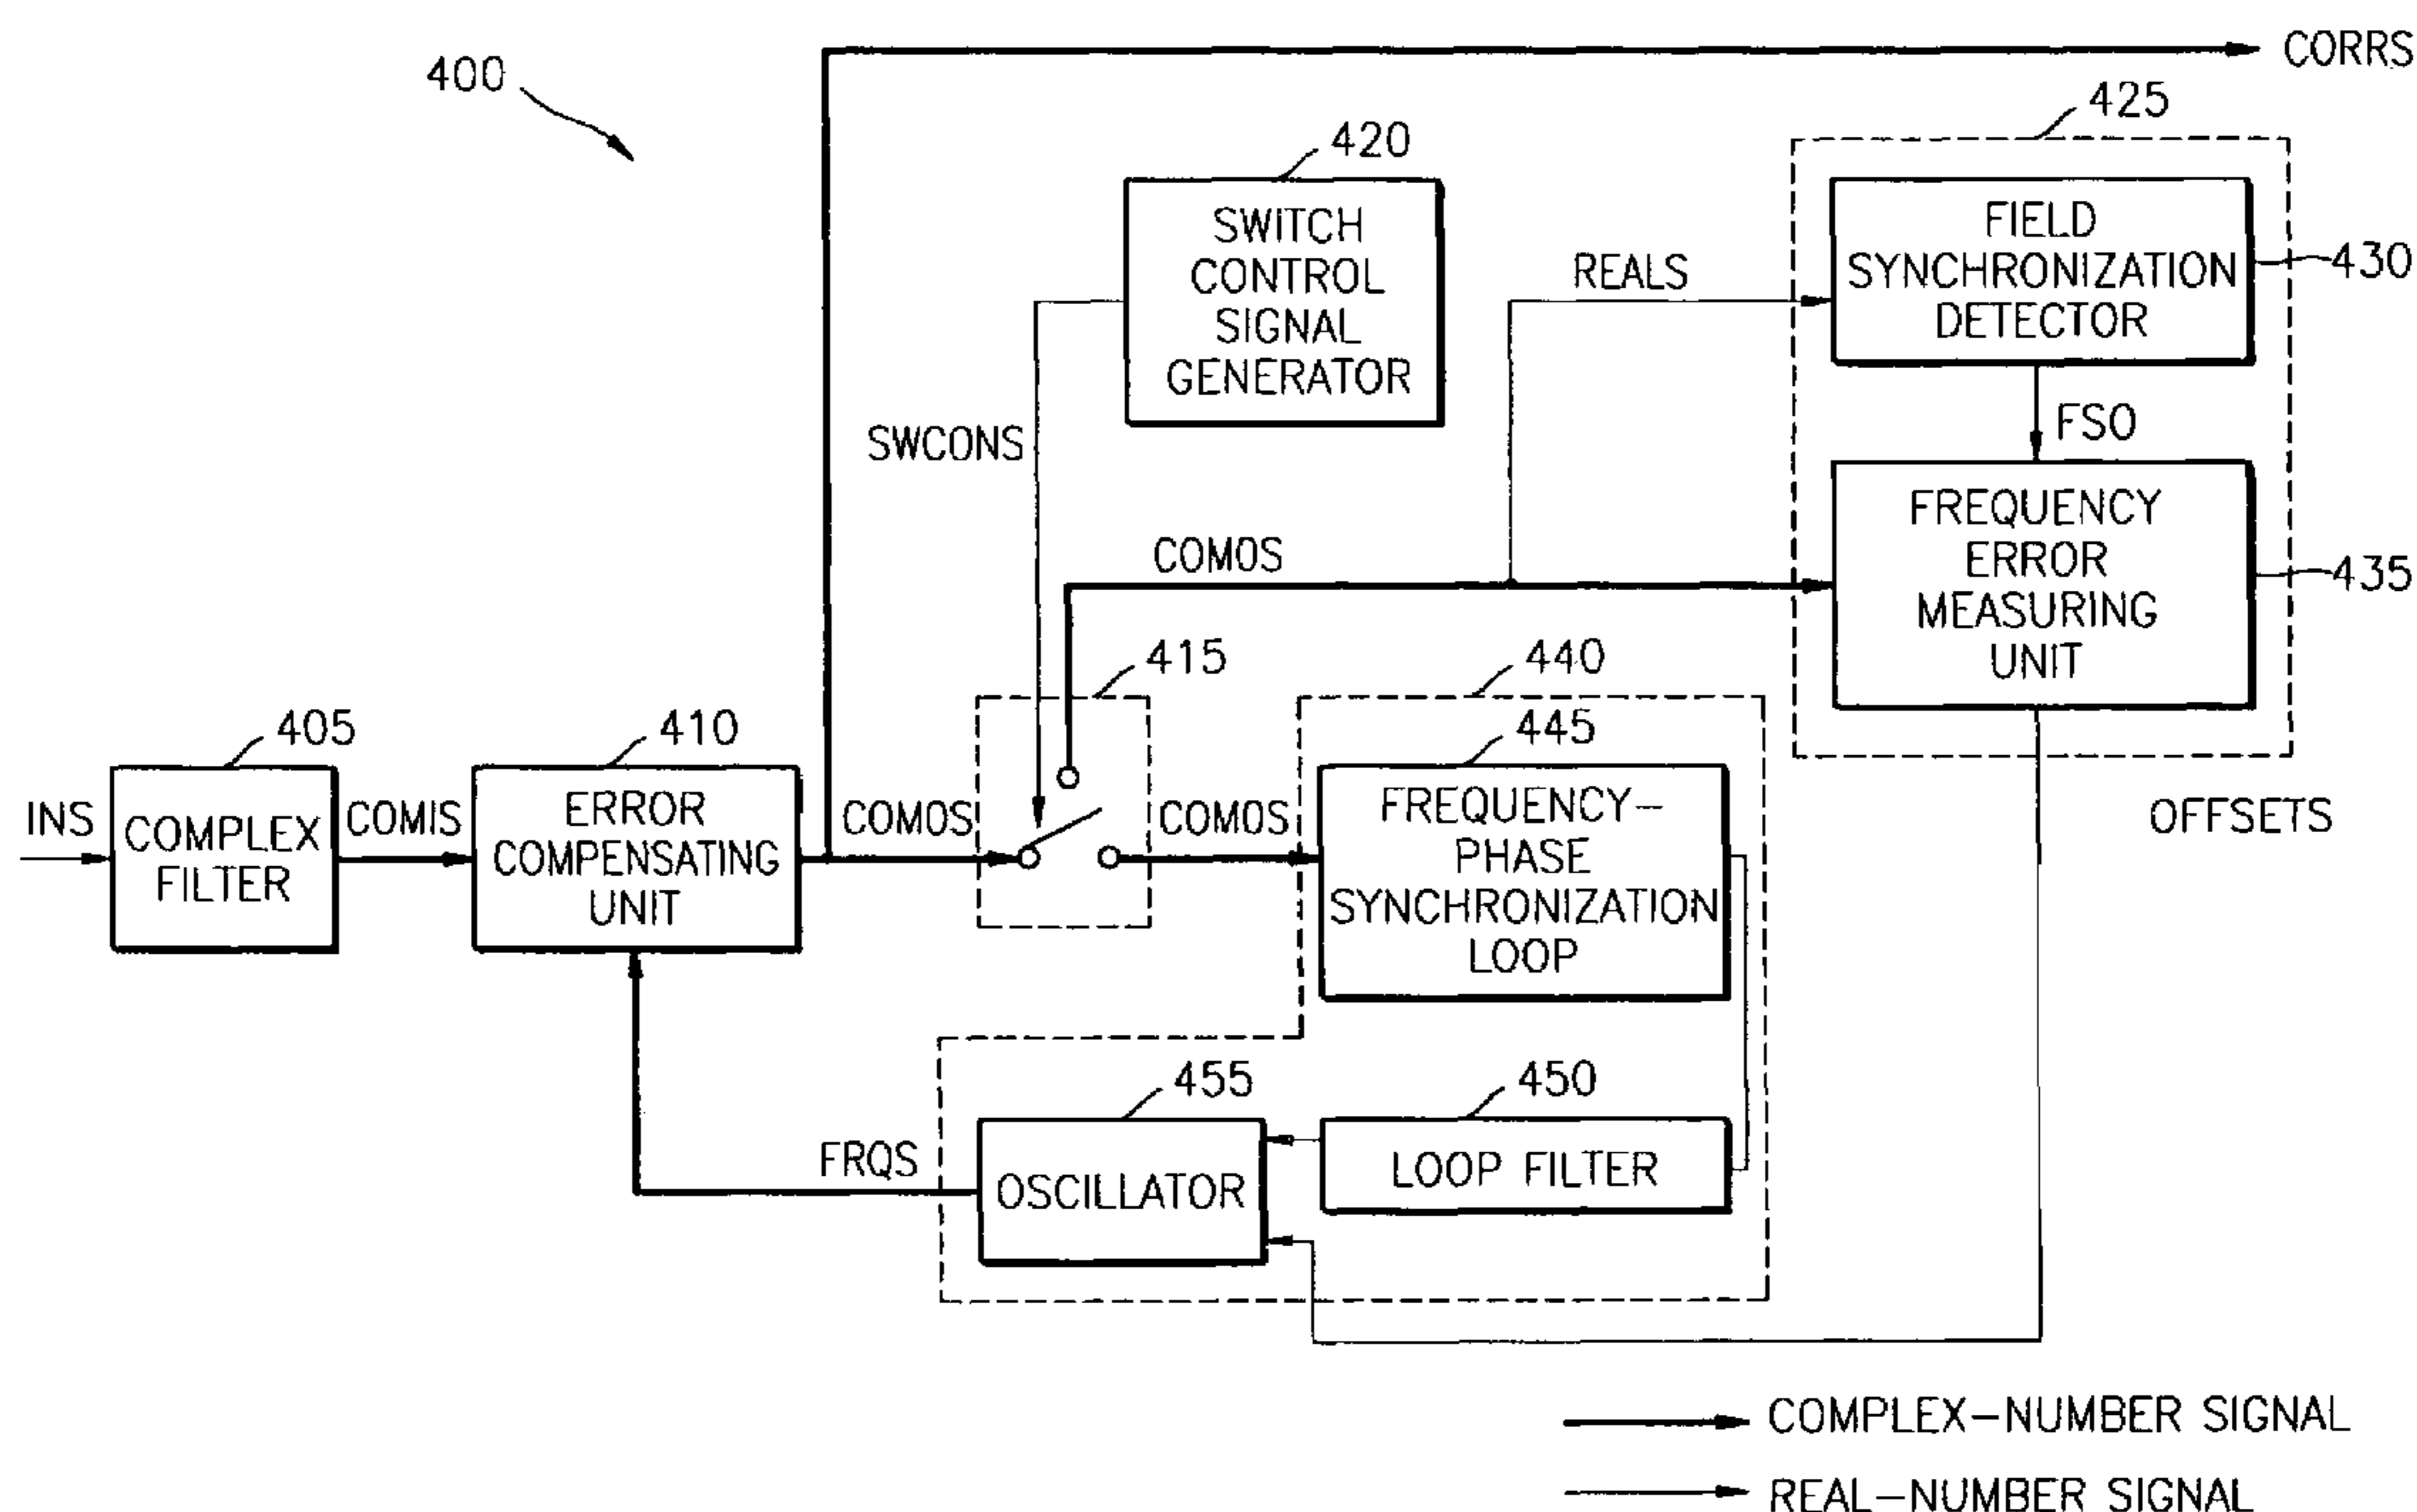 CORRS
400
425
420
SWITCH
CONTROL
SIGNAL
GENERATOR
FIELD
SYNCHRONIZATION
DETECTOR
430
REALS
SWCONS
FSO
COMOS
FREQUENCY
ERROR
MEASURING
UNIT
435
415
440
405
410
445
INS
COMPLEX
FILTER
COMIS
ERROR
COMPENSATING
UNIT
COMOS
COMOS
FREQUENCY-
PHASE
SYNCHRONIZATION
LOOP
OFFSETS
455
450
FRQS
OSCILLATOR
LOOP FILTER
COMPLEX-NUMBER SIGNAL
REAL-NUMBER SIGNAL